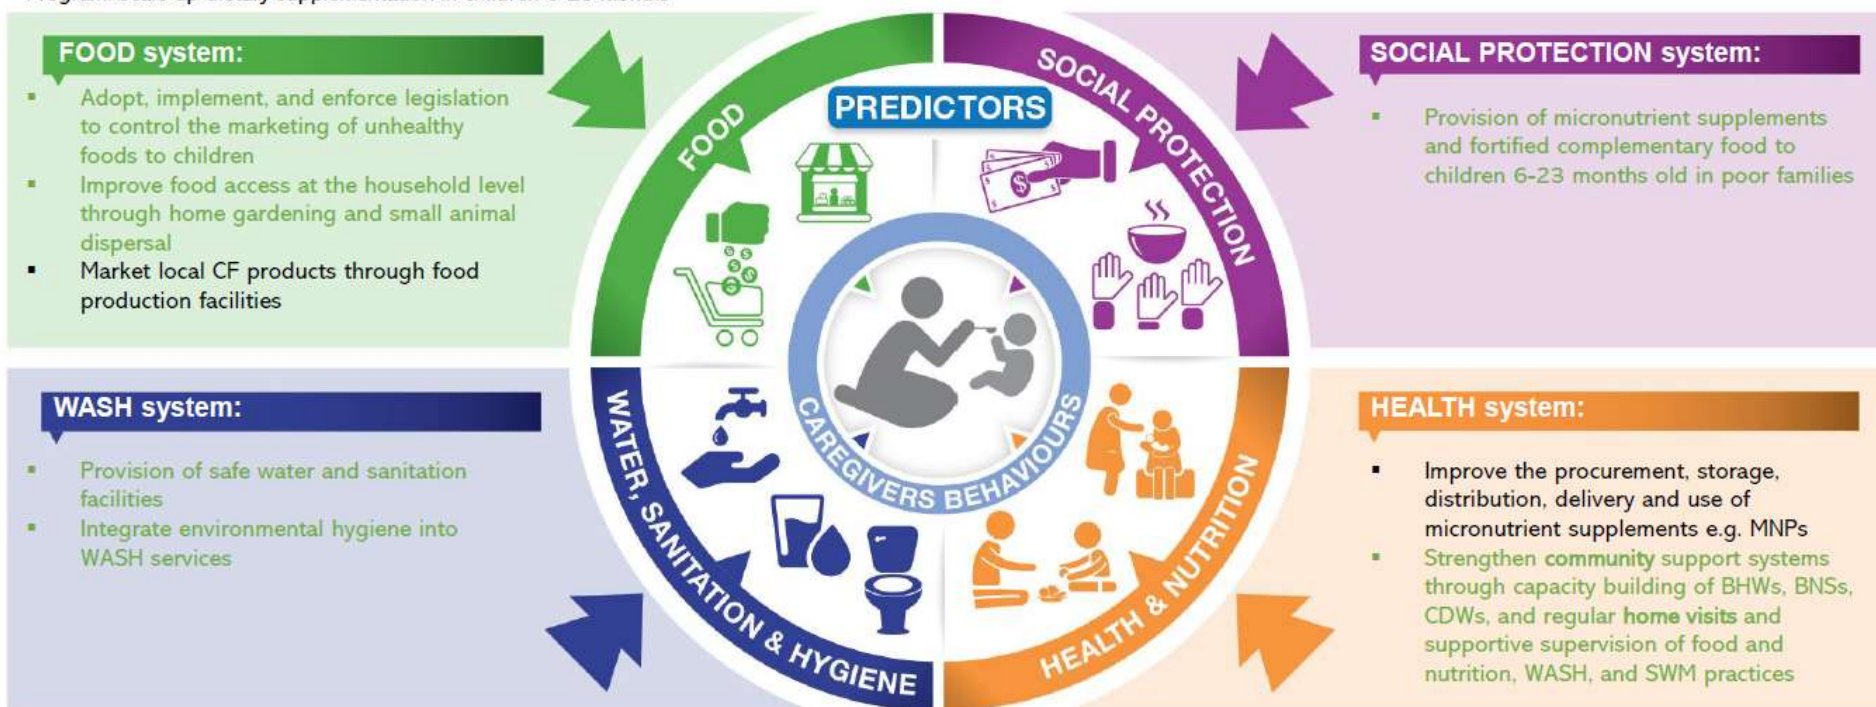 FOOD system:
▪ Adopt, implement, and enforce legislation
to control the marketing of unhealthy
foods to children
▪ Improve food access at the household level
through home gardening and small animal
dispersal
▪ Market local CF products through food
production facilities
PREDICTORS
FOOD
SOCIAL PROTECTION
WATER, SANITATION & HYGIENE
HEALTH & NUTRITION
CAREGIVERS BEHAVIOURS
SOCIAL PROTECTION system:
▪ Provision of micronutrient supplements
and fortified complementary food to
children 6-23 months old in poor families
WASH system:
▪ Provision of safe water and sanitation
facilities
▪ Integrate environmental hygiene into
WASH services
HEALTH system:
▪ Improve the procurement, storage,
distribution, delivery and use of
micronutrient supplements e.g. MNPs
▪ Strengthen community support systems
through capacity building of BHWs, BNSs,
CDWs, and regular home visits and
supportive supervision of food and
nutrition, WASH, and SWM practices